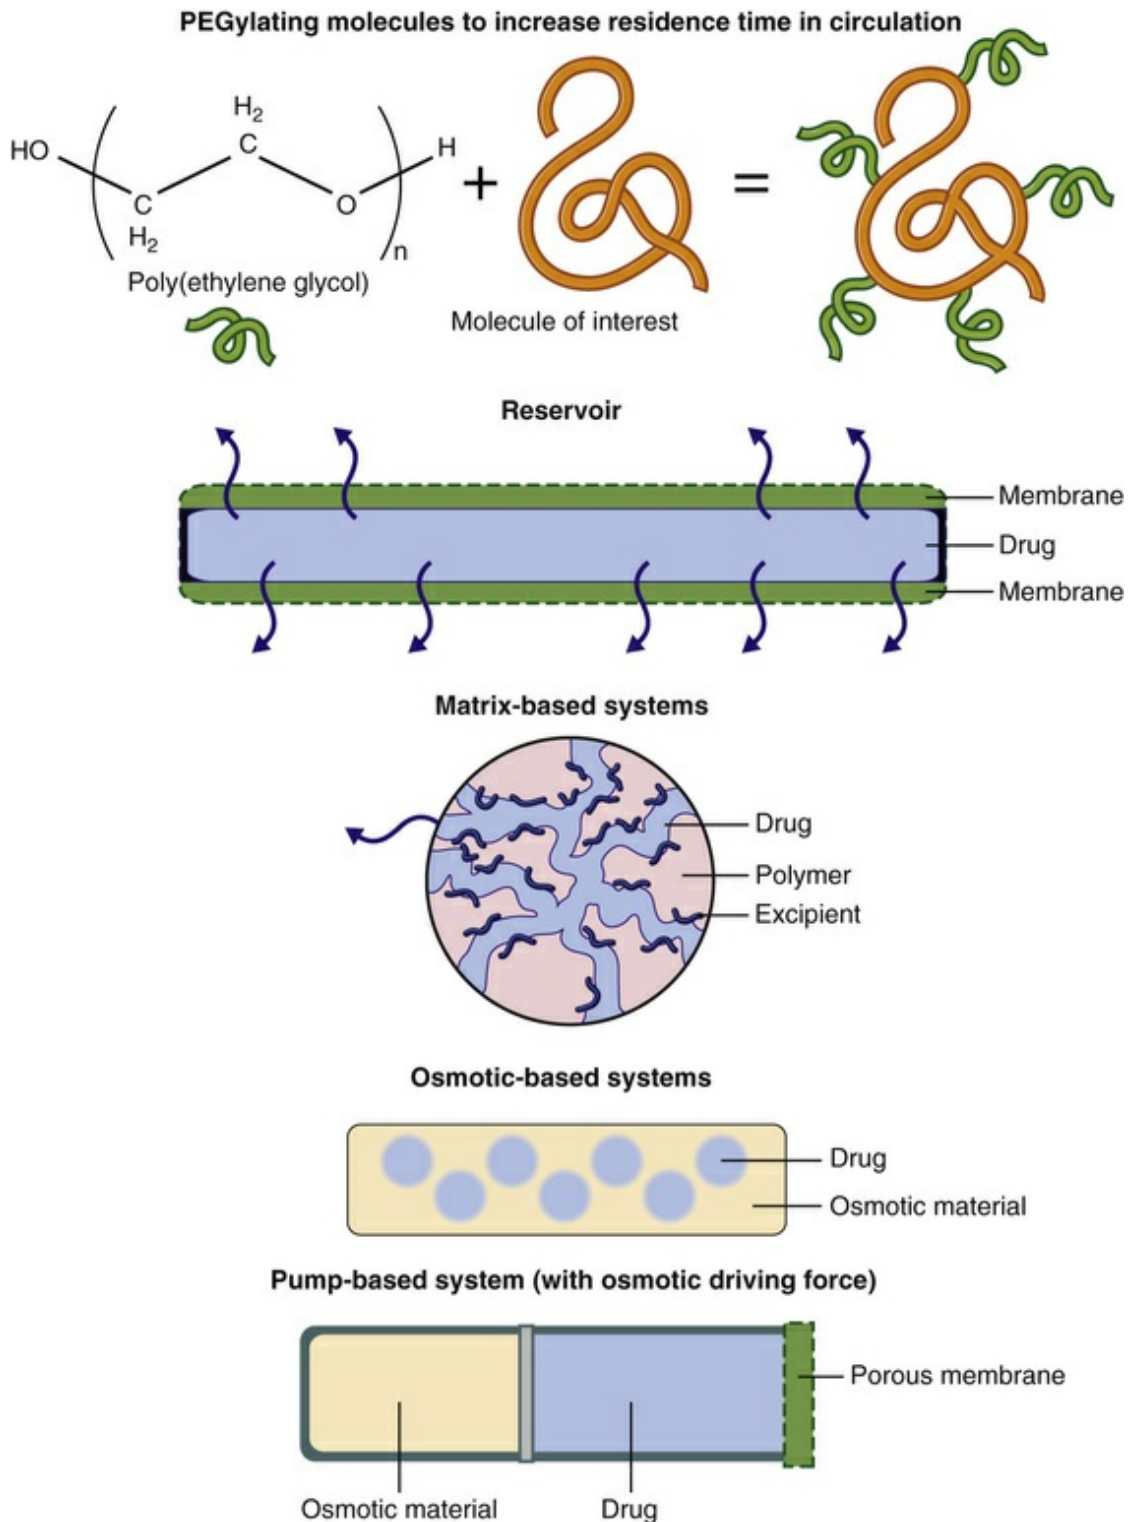 PEGylating molecules to increase residence time in circulation
H2
C
HO
H
C
H2
O
n
+
=
Poly(ethylene glycol)
Molecule of interest
Reservoir
Membrane
Drug
Membrane
Matrix-based systems
Drug
Polymer
Excipient
Osmotic-based systems
Drug
Osmotic material
Pump-based system (with osmotic driving force)
Porous membrane
Osmotic material
Drug